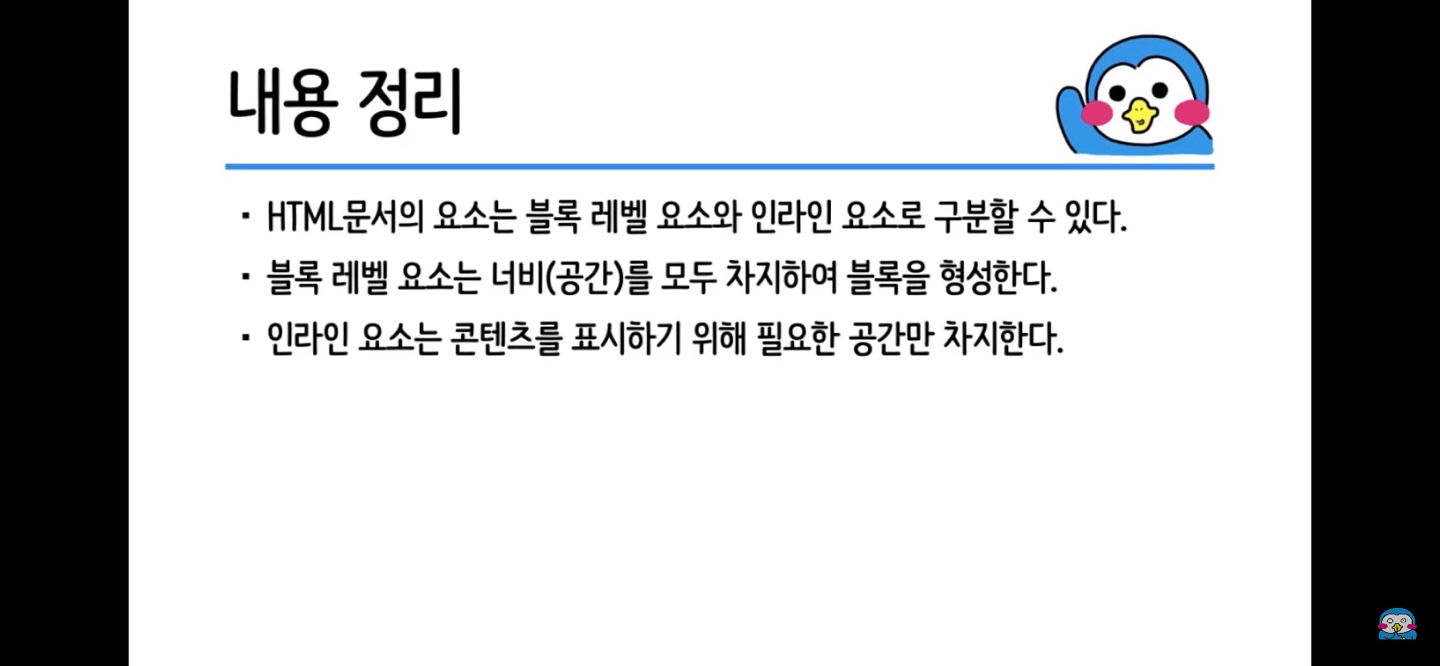 내용 정리
▪ HTML문서의 요소는 블록 레벨 요소와 인라인 요소로 구분할 수 있다.
▪ 블록 레벨 요소는 너비(공간)를 모두 차지하여 블록을 형성한다.
▪ 인라인 요소는 콘텐츠를 표시하기 위해 필요한 공간만 차지한다.